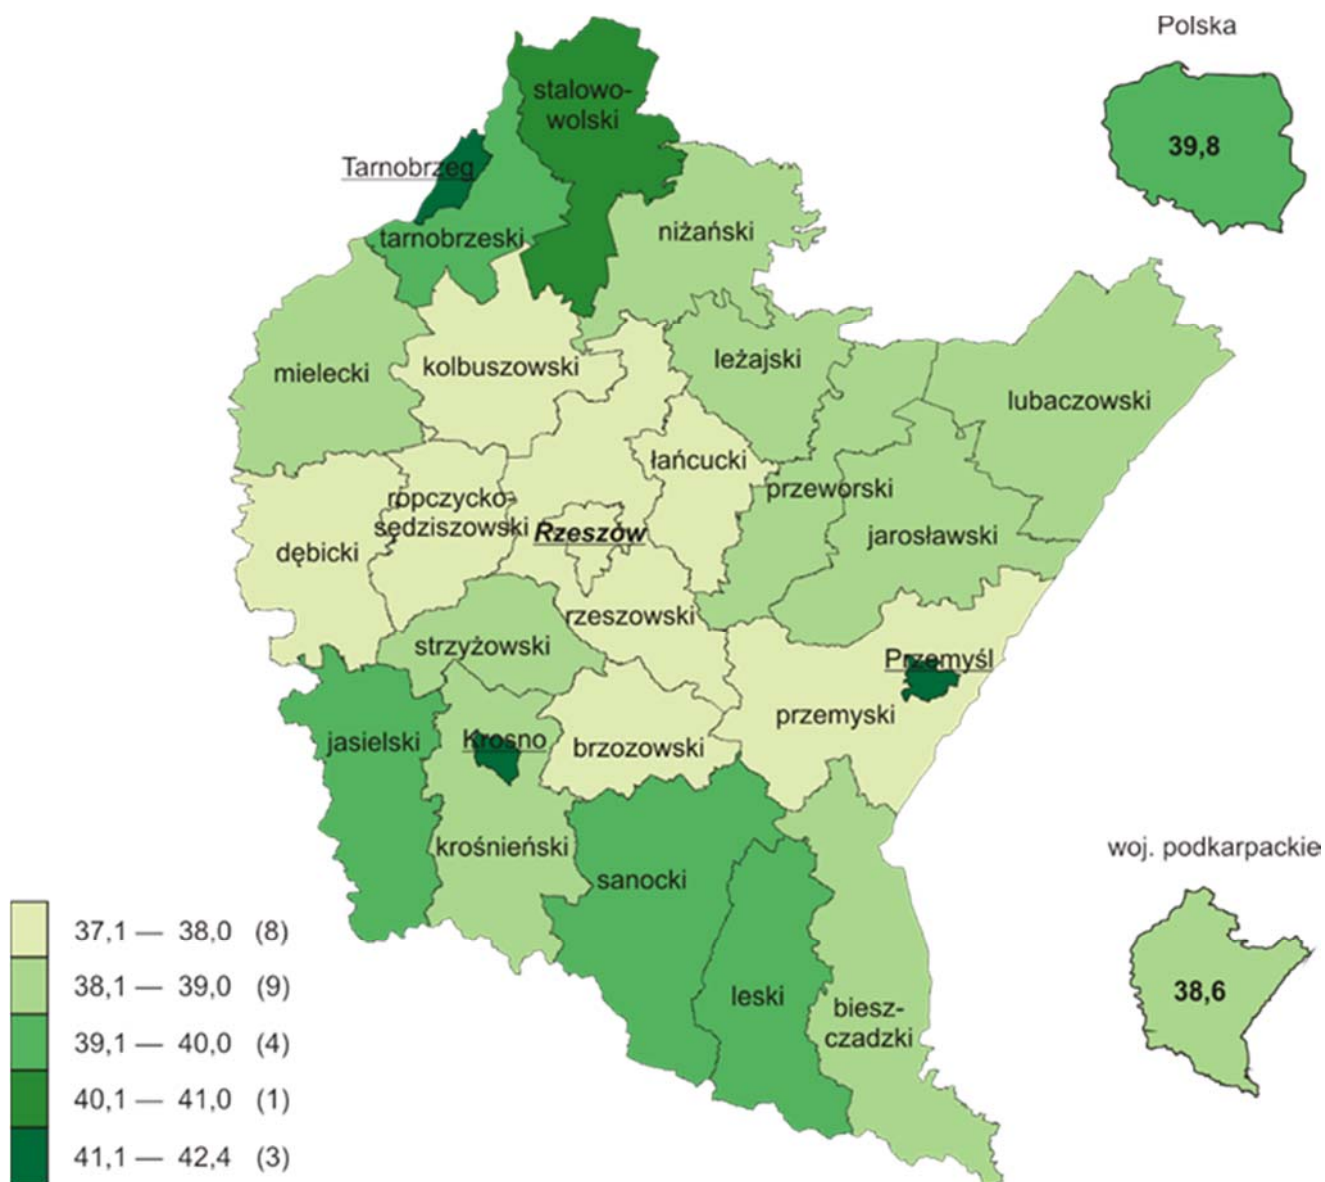 Polska
39,8
stalowo-
wolski
Tarnobrzeg
tarnobrzeski
niżański
mielecki
kolbuszowski
leżajski
lubaczowski
łańcucki
przeworski
ropczycko-
sędziszowski
Rzeszów
jarosławski
dębicki
rzeszowski
strzyżowski
Przemyśl
przemyski
jasielski
Krosno
brzozowski
krośnieński
sanocki
leski
biesz-
czadzki
woj. podkarpackie
38,6
37,1 — 38,0 (8)
38,1 — 39,0 (9)
39,1 — 40,0 (4)
40,1 — 41,0 (1)
41,1 — 42,4 (3)